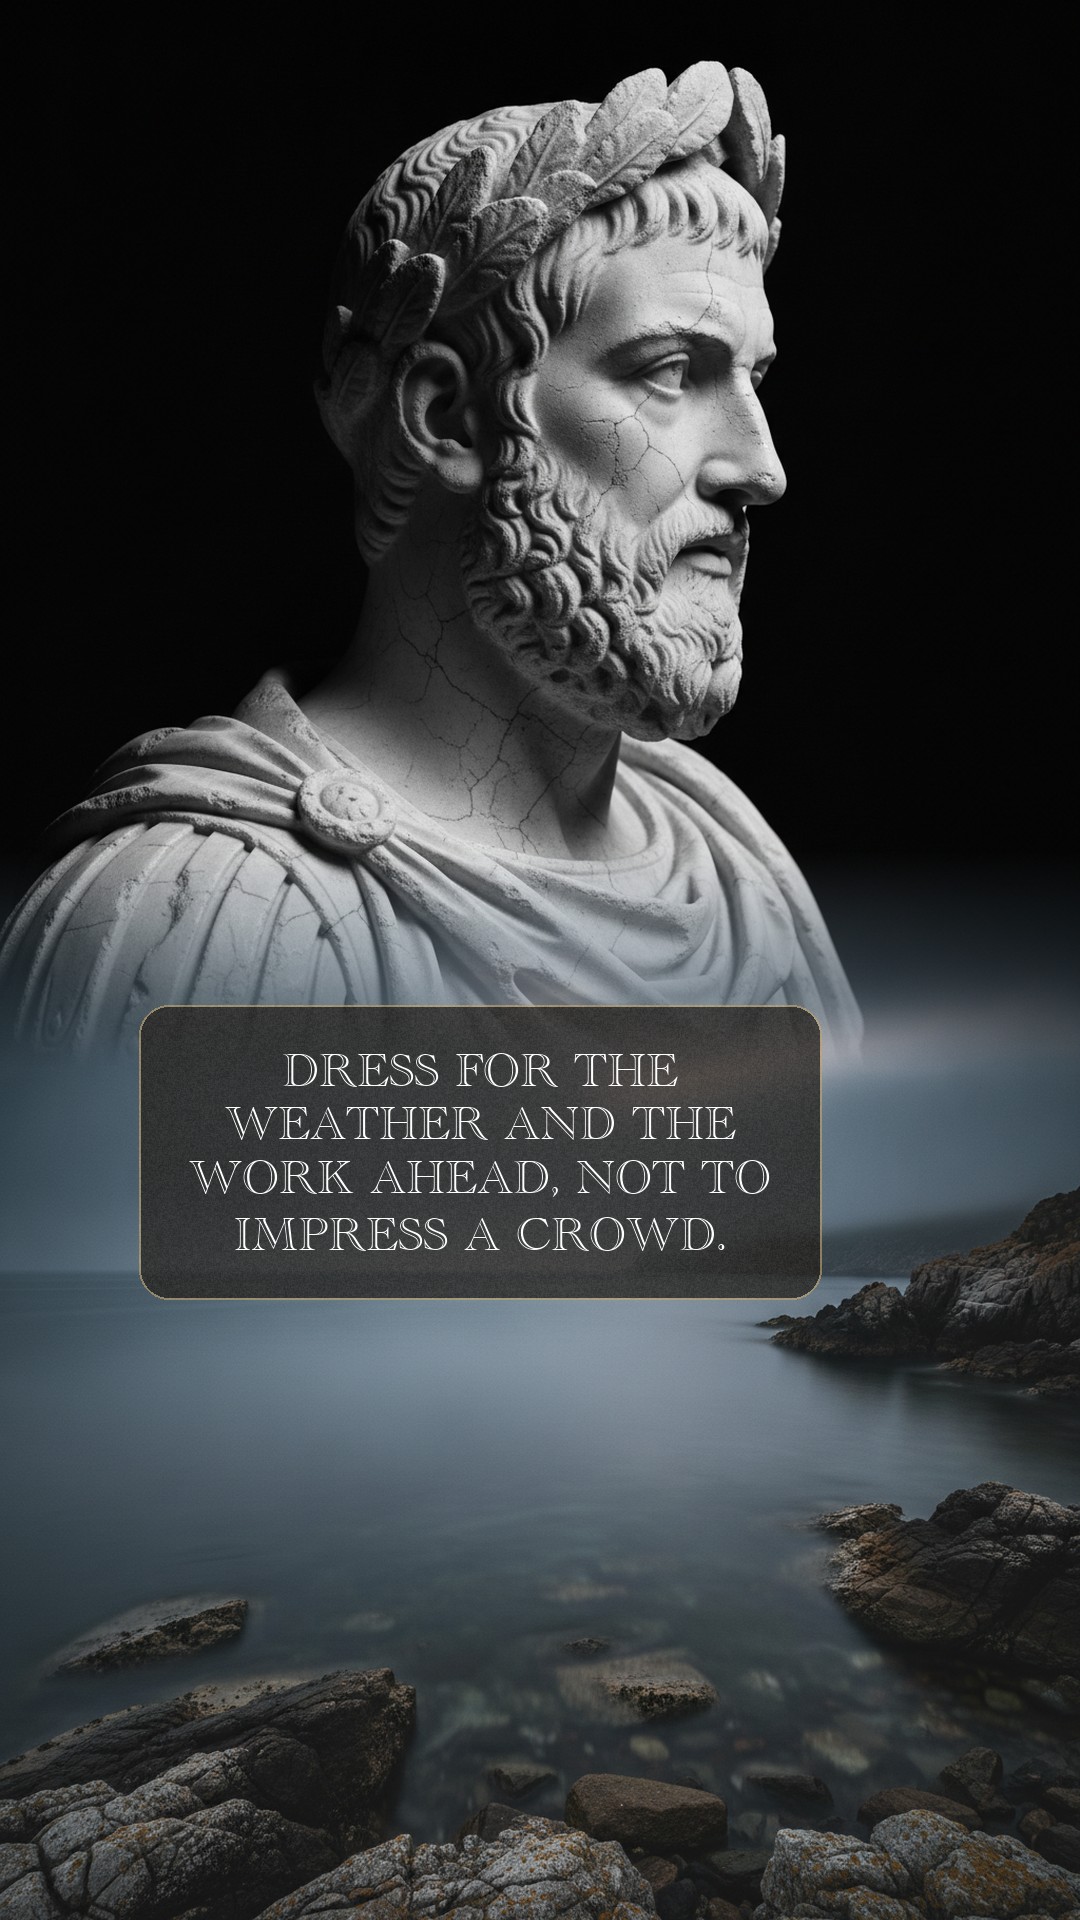 DRESS FOR THE
WEATHER AND THE
WORK AHEAD, NOT TO
IMPRESS A CROWD.